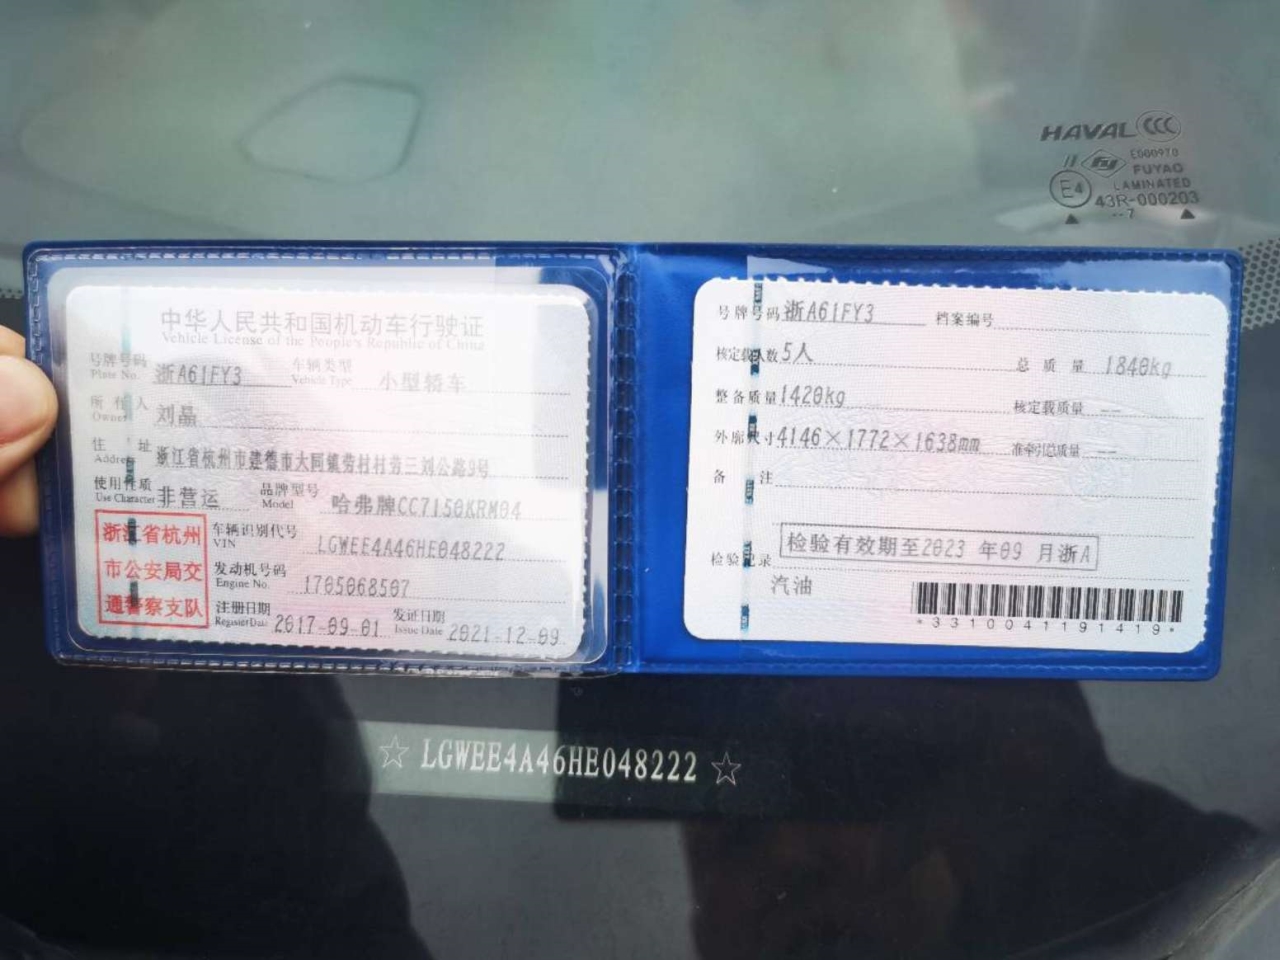 HAVAL CCC
E000970
FUYAO
LAMINATED
E4 43R-000203
--7
中华人民共和国机动车行驶证
Vehicle License of the People's Republic of China
号牌号码 浙A61FY3 车辆类型 小型轿车
Plate No. Vehicle Type
所有人 刘晶
Owner
住址 浙江省杭州市建德市大同镇劳村村劳三刘公路9号
Address
使用性质 非营运 品牌型号 哈弗牌CC7150KRM04
Use Character Model
浙江省杭州
市公安局交
通警察支队
车辆识别代号 LGWEE4A46HE048222
VIN
发动机号码 1705068507
Engine No.
注册日期 2017-09-01 发证日期 2021-12-09
Register Date Issue Date
号牌号码 浙A61FY3 档案编号
核定载人数 5人 总质量 1840kg
整备质量 1420kg 核定载质量 --
外廓尺寸 4146×1772×1638mm 准牵引总质量 --
备注
检验记录 检验有效期至2023年09月浙A
汽油
*3310041191419*
☆ LGWEE4A46HE048222 ☆